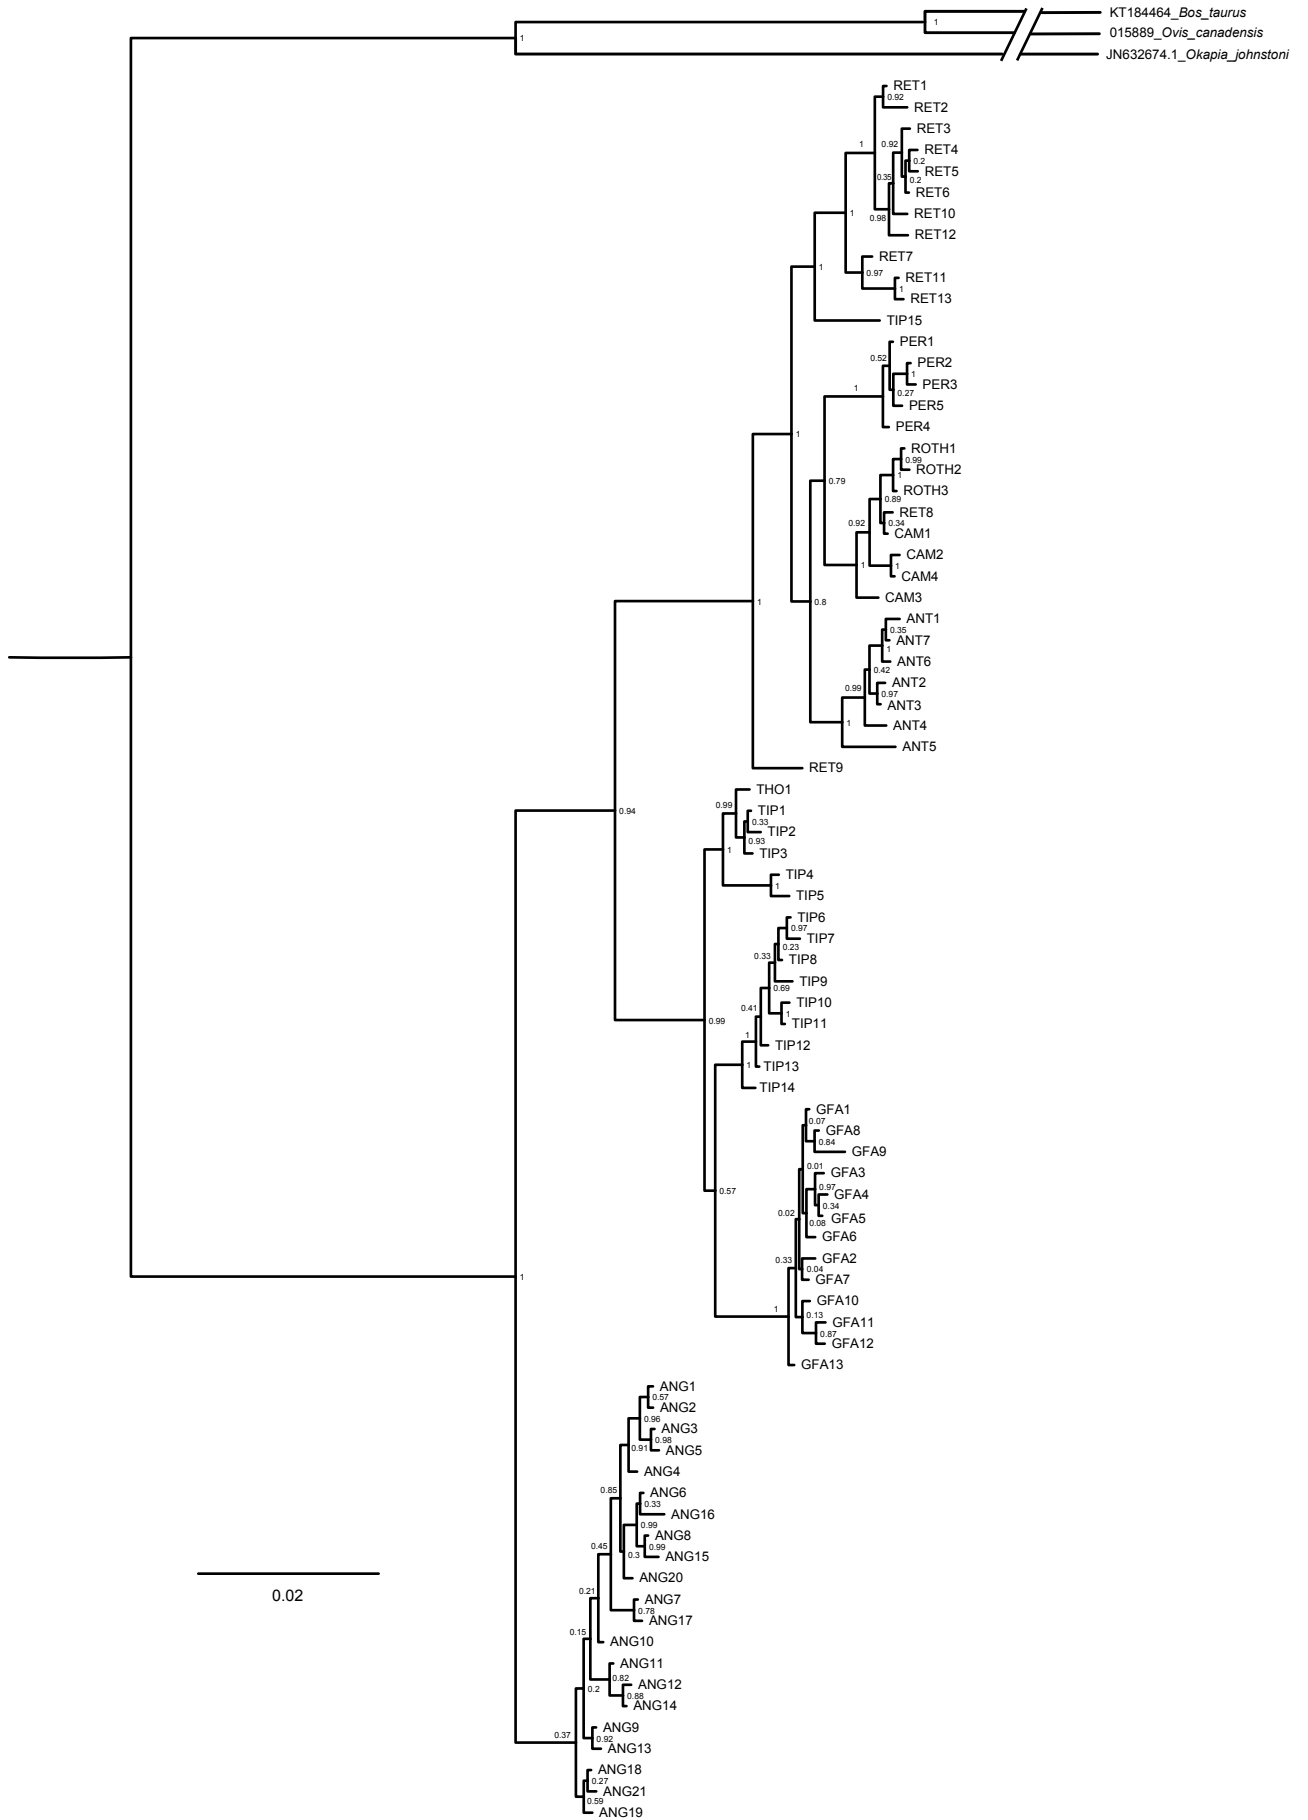 KT184464_Bos_taurus
1
015889_Ovis_canadensis
1
JN632674.1_Okapia_johnstoni
RET1
0.92
RET2
RET3
0.92
RET4
0.2
RET5
0.35
0.2
RET6
RET10
0.98
RET12
1
1
RET7
0.97
RET11
1
RET13
1
TIP15
PER1
0.52
PER2
1
PER3
0.27
PER5
1
PER4
1
ROTH1
0.99
ROTH2
1
ROTH3
0.79
0.89
RET8
0.34
CAM1
0.92
CAM2
1
CAM4
1
CAM3
0.8
1
ANT1
0.35
ANT7
1
ANT6
0.42
ANT2
0.97
ANT3
0.99
ANT4
1
ANT5
RET9
THO1
0.99
TIP1
0.33
TIP2
0.93
TIP3
0.94
1
TIP4
1
TIP5
TIP6
0.97
TIP7
0.23
TIP8
0.33
TIP9
0.69
TIP10
0.41
1
TIP11
0.99
1
TIP12
1
TIP13
TIP14
GFA1
0.07
GFA8
0.84
GFA9
0.01
GFA3
0.97
GFA4
0.34
GFA5
0.57
0.02
0.08
GFA6
0.33
GFA2
0.04
GFA7
1
GFA10
0.13
GFA11
0.87
GFA12
1
GFA13
ANG1
0.57
ANG2
0.96
ANG3
0.98
ANG5
0.91
ANG4
0.85
ANG6
0.33
ANG16
0.99
ANG8
0.99
ANG15
0.45
0.3
ANG20
0.02
0.21
ANG7
0.78
ANG17
0.15
ANG10
ANG11
0.82
ANG12
0.2
0.88
ANG14
ANG9
0.37
0.92
ANG13
ANG18
0.27
ANG21
0.59
ANG19